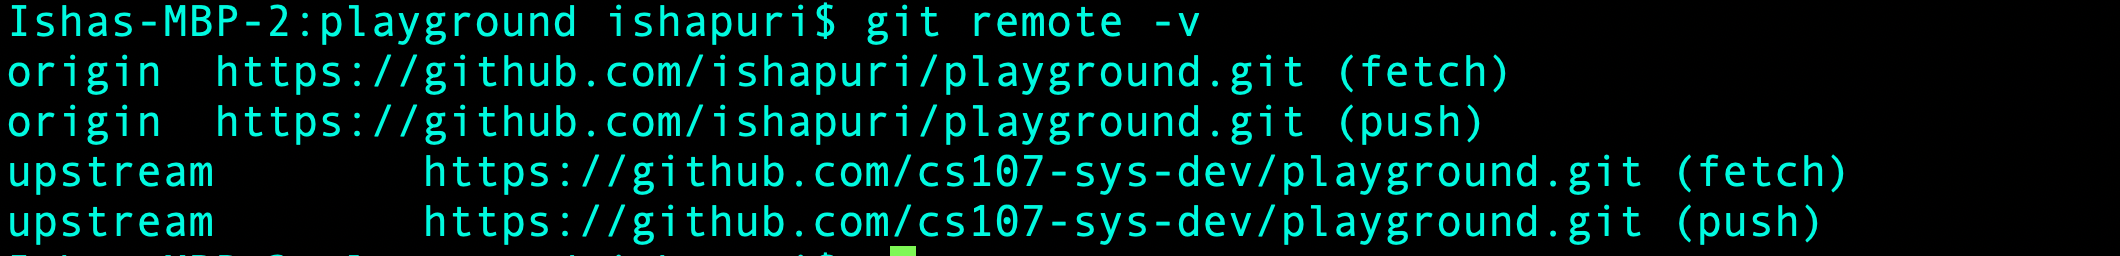 Ishas-MBP-2:playground ishapuri$ git remote -v
origin  https://github.com/ishapuri/playground.git (fetch)
origin  https://github.com/ishapuri/playground.git (push)
upstream        https://github.com/cs107-sys-dev/playground.git (fetch)
upstream        https://github.com/cs107-sys-dev/playground.git (push)